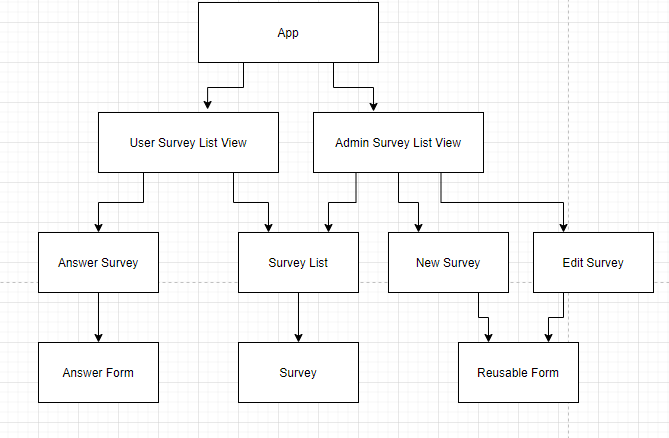 App
User Survey List View
Admin Survey List View
Answer Survey
Survey List
New Survey
Edit Survey
Answer Form
Survey
Reusable Form